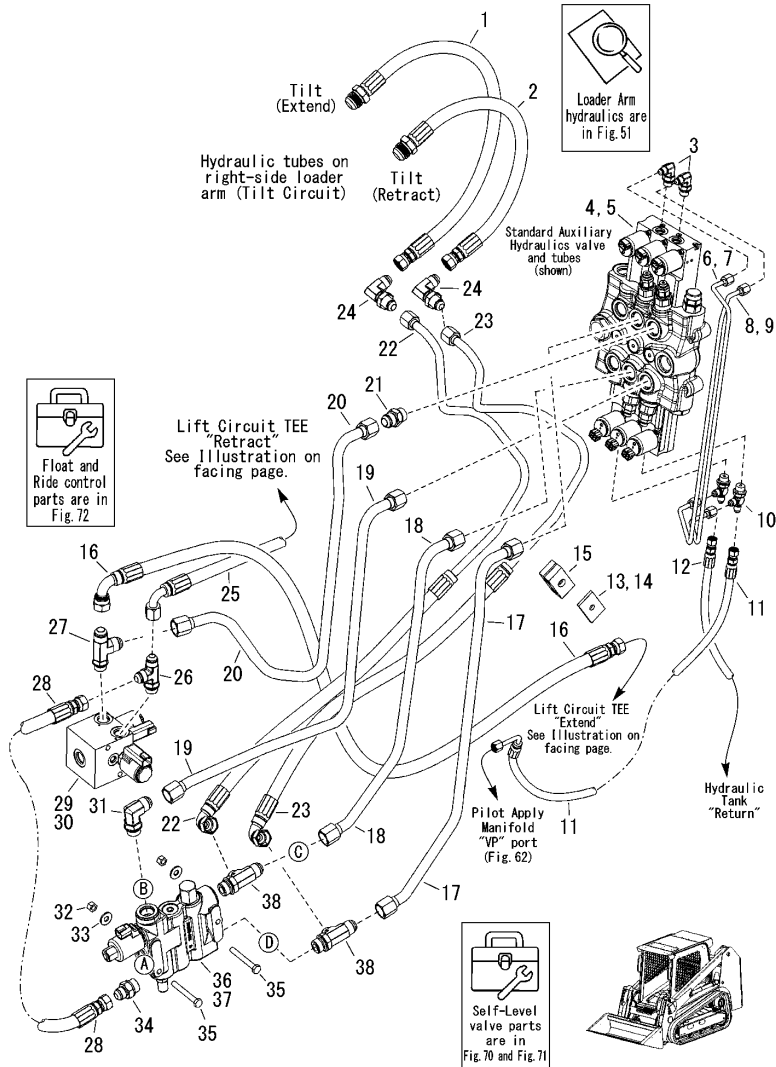 1
Tilt
(Extend)
2
Loader Arm
hydraulics are
in Fig.51
Hydraulic tubes on
right-side loader
arm (Tilt Circuit)
Tilt
(Retract)
3
4, 5
Standard Auxiliary
Hydraulics valve
and tubes
(shown)
6, 7
8, 9
24
24
22
23
21
20
Lift Circuit TEE
"Retract"
See Illustration on
facing page.
Float and
Ride control
parts are in
Fig.72
19
18
16
25
15
13, 14
10
12
11
17
27
26
20
16
28
Lift Circuit TEE
"Extend"
See Illustration on
facing page.
19
29
30
31
22
23
18
11
Pilot Apply
Manifold
"VP" port
(Fig.62)
Hydraulic
Tank
"Return"
C
B
38
17
32
33
D
38
A
36
37
35
34
28
35
Self-Level
valve parts
are in
Fig.70 and Fig.71